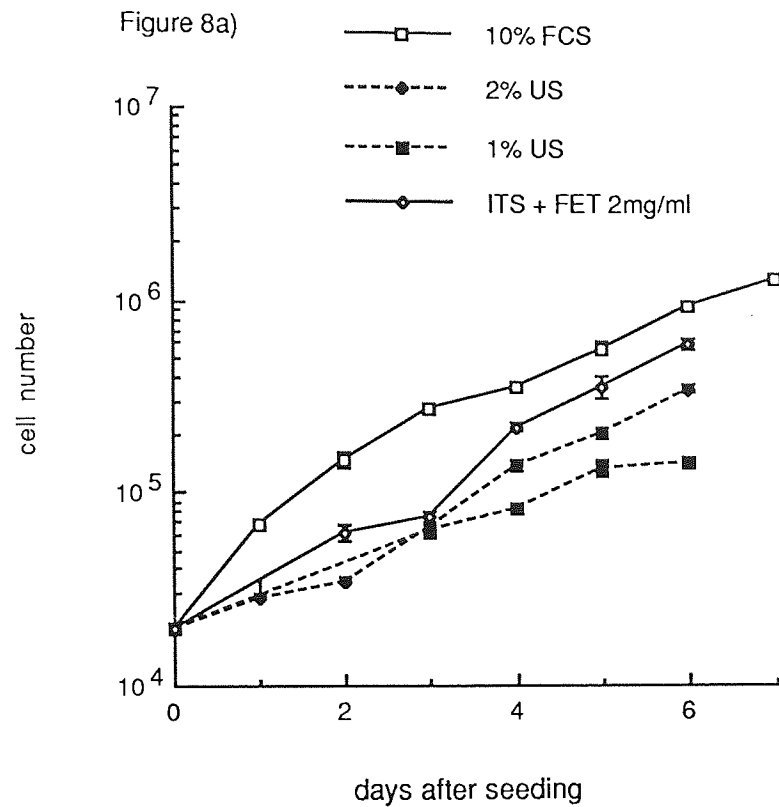 Figure 8a)
10% FCS
2% US
1% US
ITS + FET 2mg/ml
10^7
10^6
10^5
10^4
cell number
0 2 4 6
days after seeding